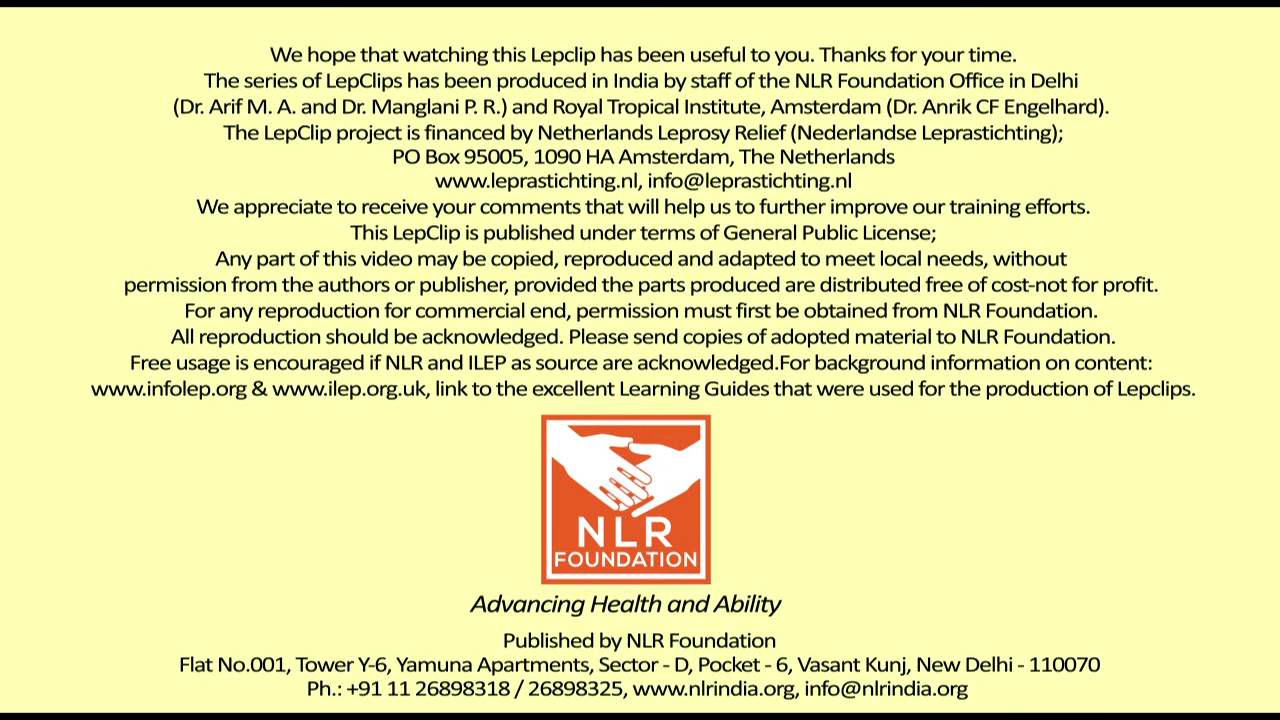 We hope that watching this Lepclip has been useful to you. Thanks for your time.
The series of LepClips has been produced in India by staff of the NLR Foundation Office in Delhi
(Dr. Arif M. A. and Dr. Manglani P. R.) and Royal Tropical Institute, Amsterdam (Dr. Anrik CF Engelhard).
The LepClip project is financed by Netherlands Leprosy Relief (Nederlandse Leprastichting);
PO Box 95005, 1090 HA Amsterdam, The Netherlands
www.leprastichting.nl, info@leprastichting.nl
We appreciate to receive your comments that will help us to further improve our training efforts.
This LepClip is published under terms of General Public License;
Any part of this video may be copied, reproduced and adapted to meet local needs, without
permission from the authors or publisher, provided the parts produced are distributed free of cost-not for profit.
For any reproduction for commercial end, permission must first be obtained from NLR Foundation.
All reproduction should be acknowledged. Please send copies of adopted material to NLR Foundation.
Free usage is encouraged if NLR and ILEP as source are acknowledged.For background information on content:
www.infolep.org & www.ilep.org.uk, link to the excellent Learning Guides that were used for the production of Lepclips.
NLR
FOUNDATION
Advancing Health and Ability
Published by NLR Foundation
Flat No.001, Tower Y-6, Yamuna Apartments, Sector - D, Pocket - 6, Vasant Kunj, New Delhi - 110070
Ph.: +91 11 26898318 / 26898325, www.nlrindia.org, info@nlrindia.org